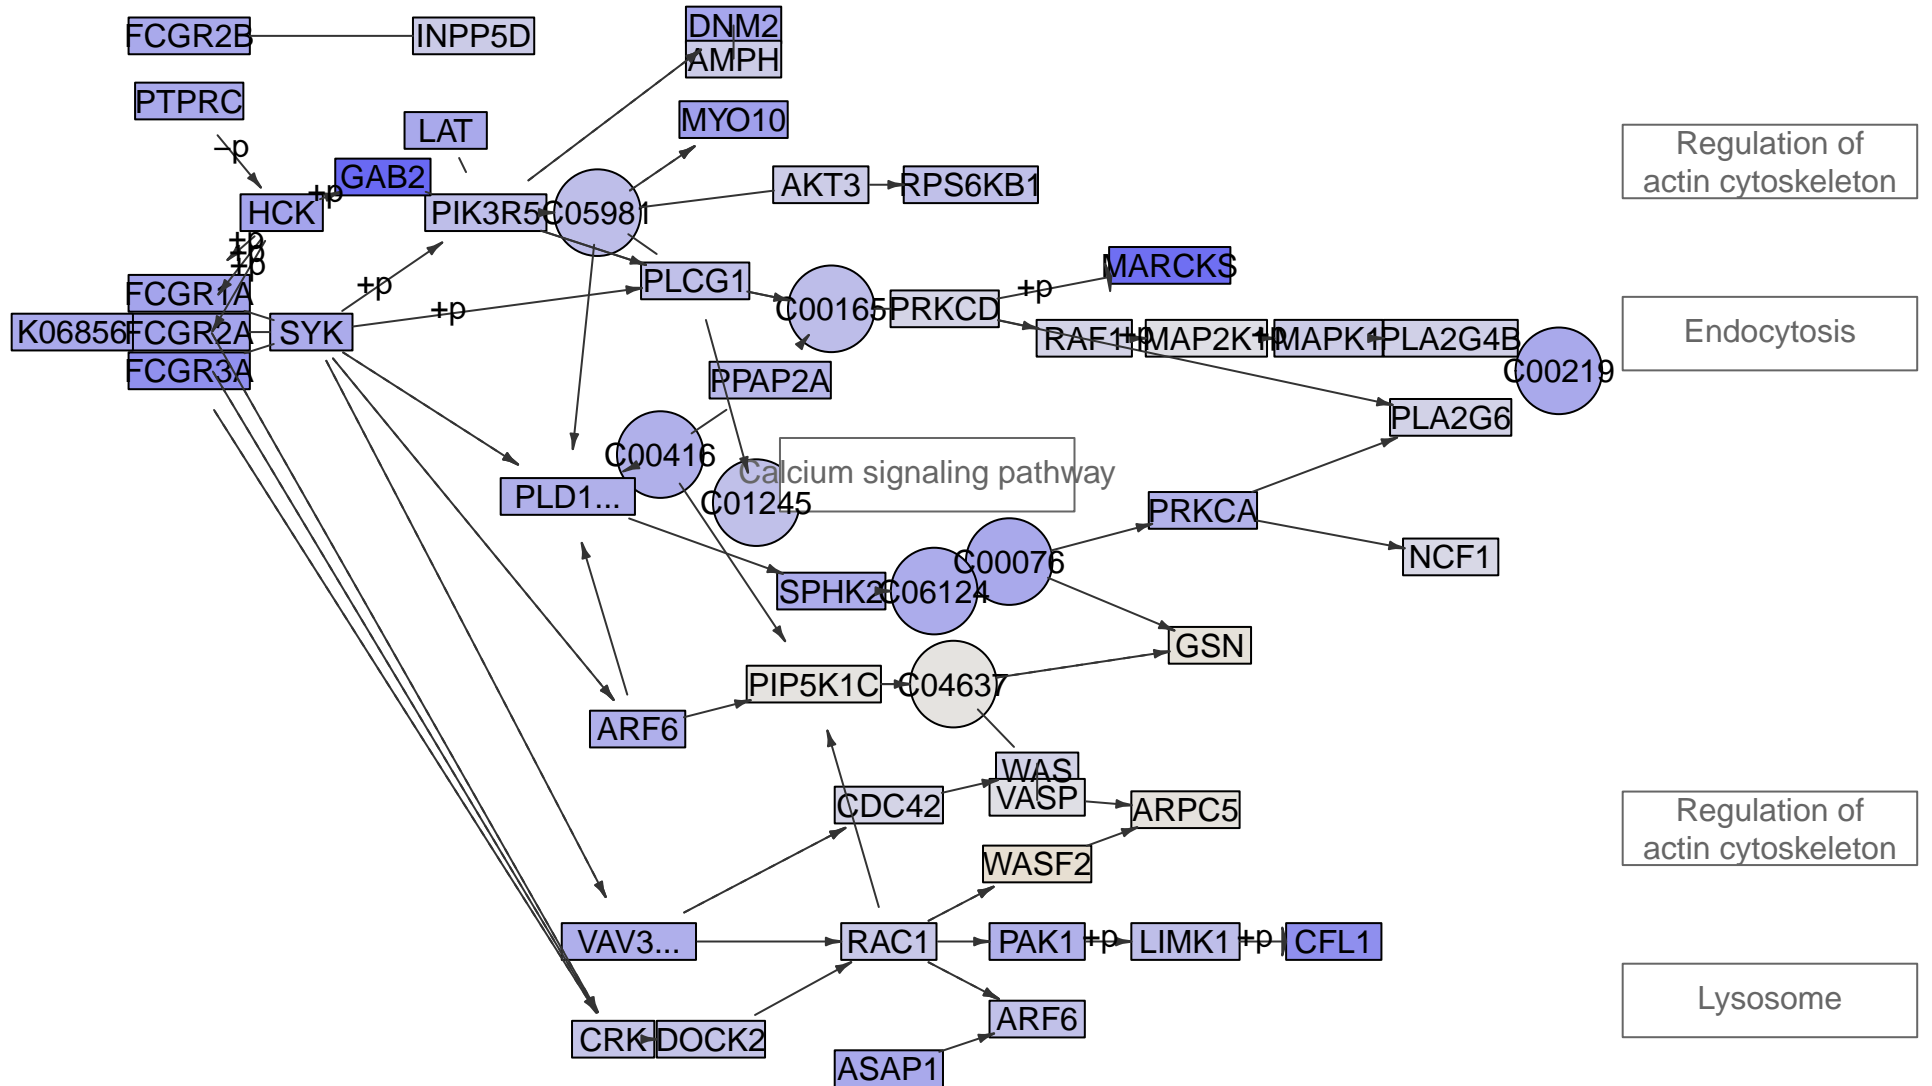 FCGR2B
INPP5D
DNM2
AMPH
PTPRC
LAT
MYO10
Regulation of
actin cytoskeleton
–p
GAB2
+p
AKT3
RPS6KB1
HCK
PIK3R5
C05981
+p
+p
+p
MARCKS
FCGR1A
+p
PLCG1
+p
+p
C00165
PRKCD
K06856
FCGR2A
SYK
RAF1
+p
MAP2K1
+p
MAPK1
PLA2G4B
Endocytosis
FCGR3A
PPAP2A
C00219
PLA2G6
C00416
Calcium signaling pathway
PLD1...
C01245
PRKCA
C00076
NCF1
SPHK2
C06124
GSN
PIP5K1C
C04637
ARF6
WAS
VASP
CDC42
ARPC5
Regulation of
actin cytoskeleton
WASF2
VAV3...
RAC1
PAK1
+p
LIMK1
+p
CFL1
Lysosome
ARF6
CRK
DOCK2
ASAP1